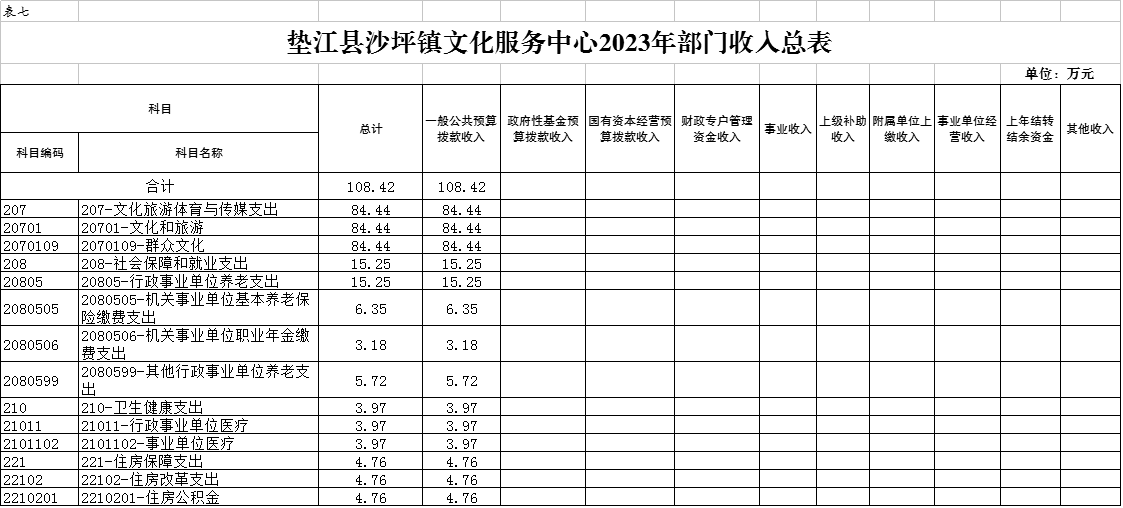 表七
垫江县沙坪镇文化服务中心2023年部门收入总表
单位：万元
科目 总计 一般公共预算拨款收入 政府性基金预算拨款收入 国有资本经营预算拨款收入 财政专户管理资金收入 事业收入 上级补助收入 附属单位上缴收入 事业单位经营收入 上年结转结余资金 其他收入
科目编码 科目名称
合计 108.42 108.42
207 207-文化旅游体育与传媒支出 84.44 84.44
20701 20701-文化和旅游 84.44 84.44
2070109 2070109-群众文化 84.44 84.44
208 208-社会保障和就业支出 15.25 15.25
20805 20805-行政事业单位养老支出 15.25 15.25
2080505 2080505-机关事业单位基本养老保险缴费支出 6.35 6.35
2080506 2080506-机关事业单位职业年金缴费支出 3.18 3.18
2080599 2080599-其他行政事业单位养老支出 5.72 5.72
210 210-卫生健康支出 3.97 3.97
21011 21011-行政事业单位医疗 3.97 3.97
2101102 2101102-事业单位医疗 3.97 3.97
221 221-住房保障支出 4.76 4.76
22102 22102-住房改革支出 4.76 4.76
2210201 2210201-住房公积金 4.76 4.76